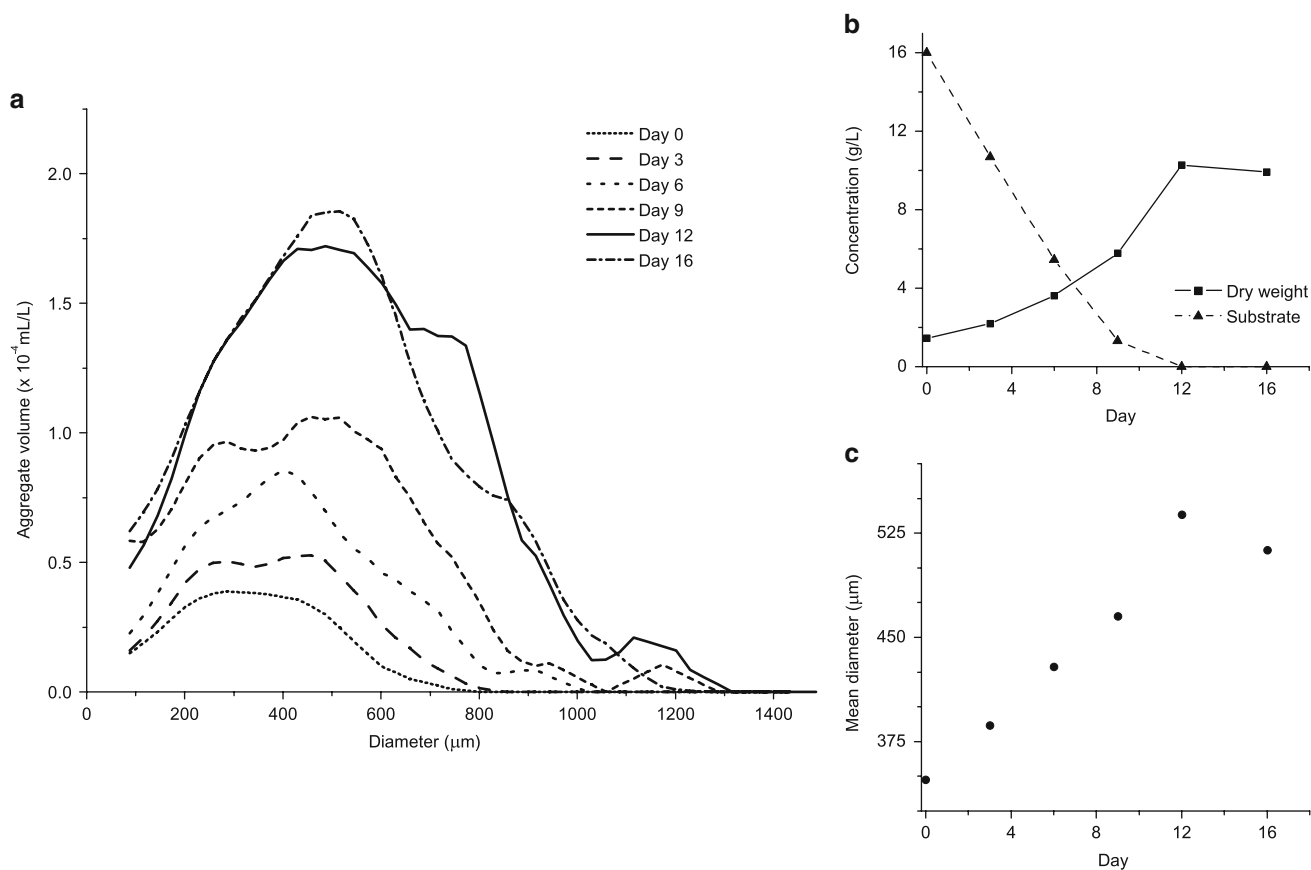 a
Aggregate volume (x 10⁻⁴mL/L)
2.0
1.5
1.0
0.5
0.0
0 200 400 600 800 1000 1200 1400
Diameter (μm)
Day 0
Day 3
Day 6
Day 9
Day 12
Day 16
b
Concentration (g/L)
16
12
8
4
0
0 4 8 12 16
Day
Dry weight
Substrate
c
Mean diameter (μm)
525
450
375
0 4 8 12 16
Day